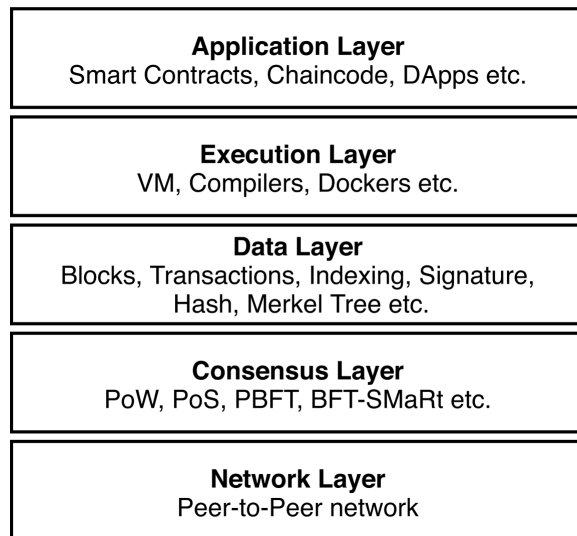 Application Layer
Smart Contracts, Chaincode, DApps etc.
Execution Layer
VM, Compilers, Dockers etc.
Data Layer
Blocks, Transactions, Indexing, Signature,
Hash, Merkel Tree etc.
Consensus Layer
PoW, PoS, PBFT, BFT-SMaRt etc.
Network Layer
Peer-to-Peer network